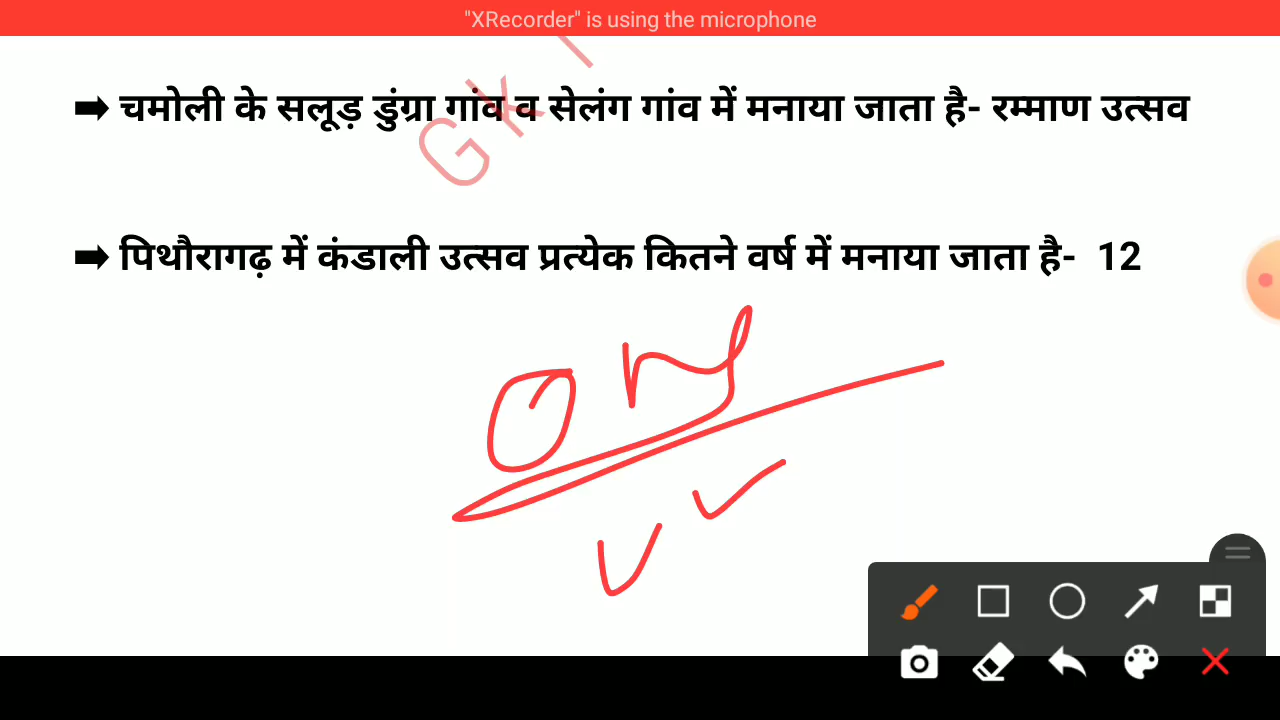 "XRecorder" is using the microphone
➡ चमोली के सलूड़ डुंग्रा गांव व सेलंग गांव में मनाया जाता है- रम्माण उत्सव
GK
➡ पिथौरागढ़ में कंडाली उत्सव प्रत्येक कितने वर्ष में मनाया जाता है- 12